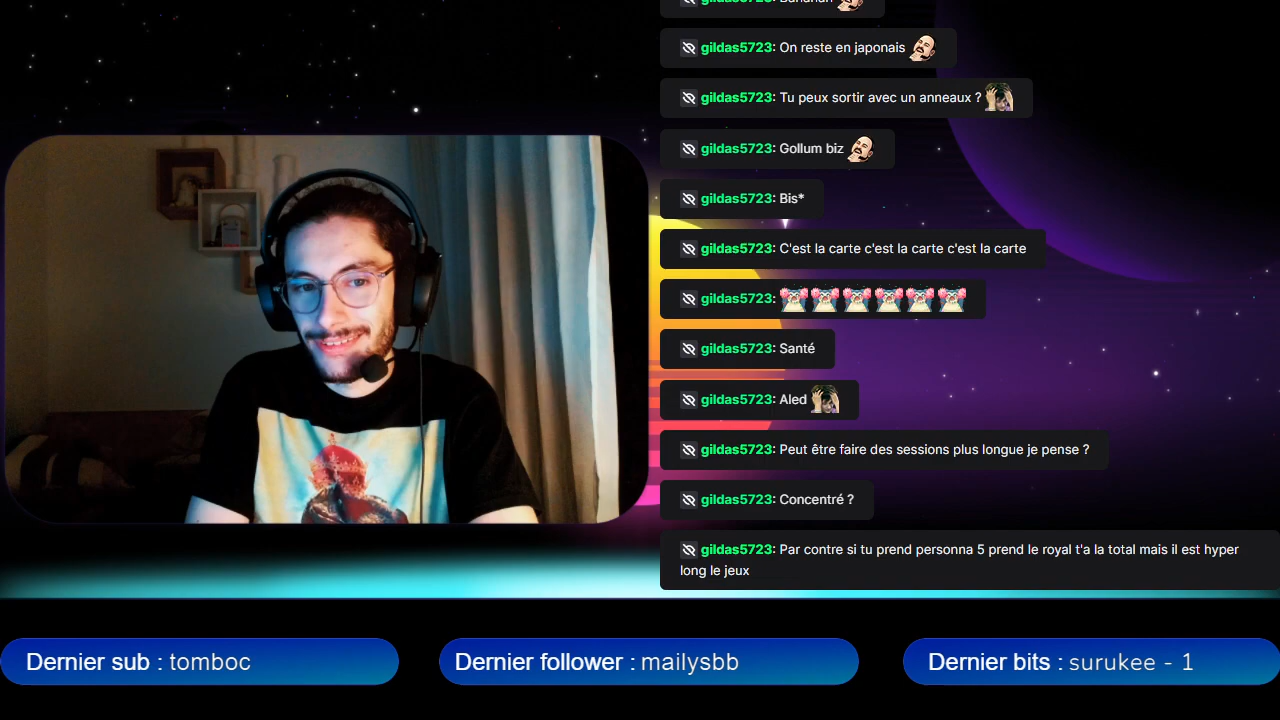 gildas5723: On reste en japonais
gildas5723: Tu peux sortir avec un anneaux ?
gildas5723: Gollum biz
gildas5723: Bis*
gildas5723: C'est la carte c'est la carte c'est la carte
gildas5723:
gildas5723: Santé
gildas5723: Aled
gildas5723: Peut être faire des sessions plus longue je pense ?
gildas5723: Concentré ?
gildas5723: Par contre si tu prend personna 5 prend le royal t'a la total mais il est hyper
long le jeux
Dernier sub : tomboc
Dernier follower : mailysbb
Dernier bits : surukee - 1